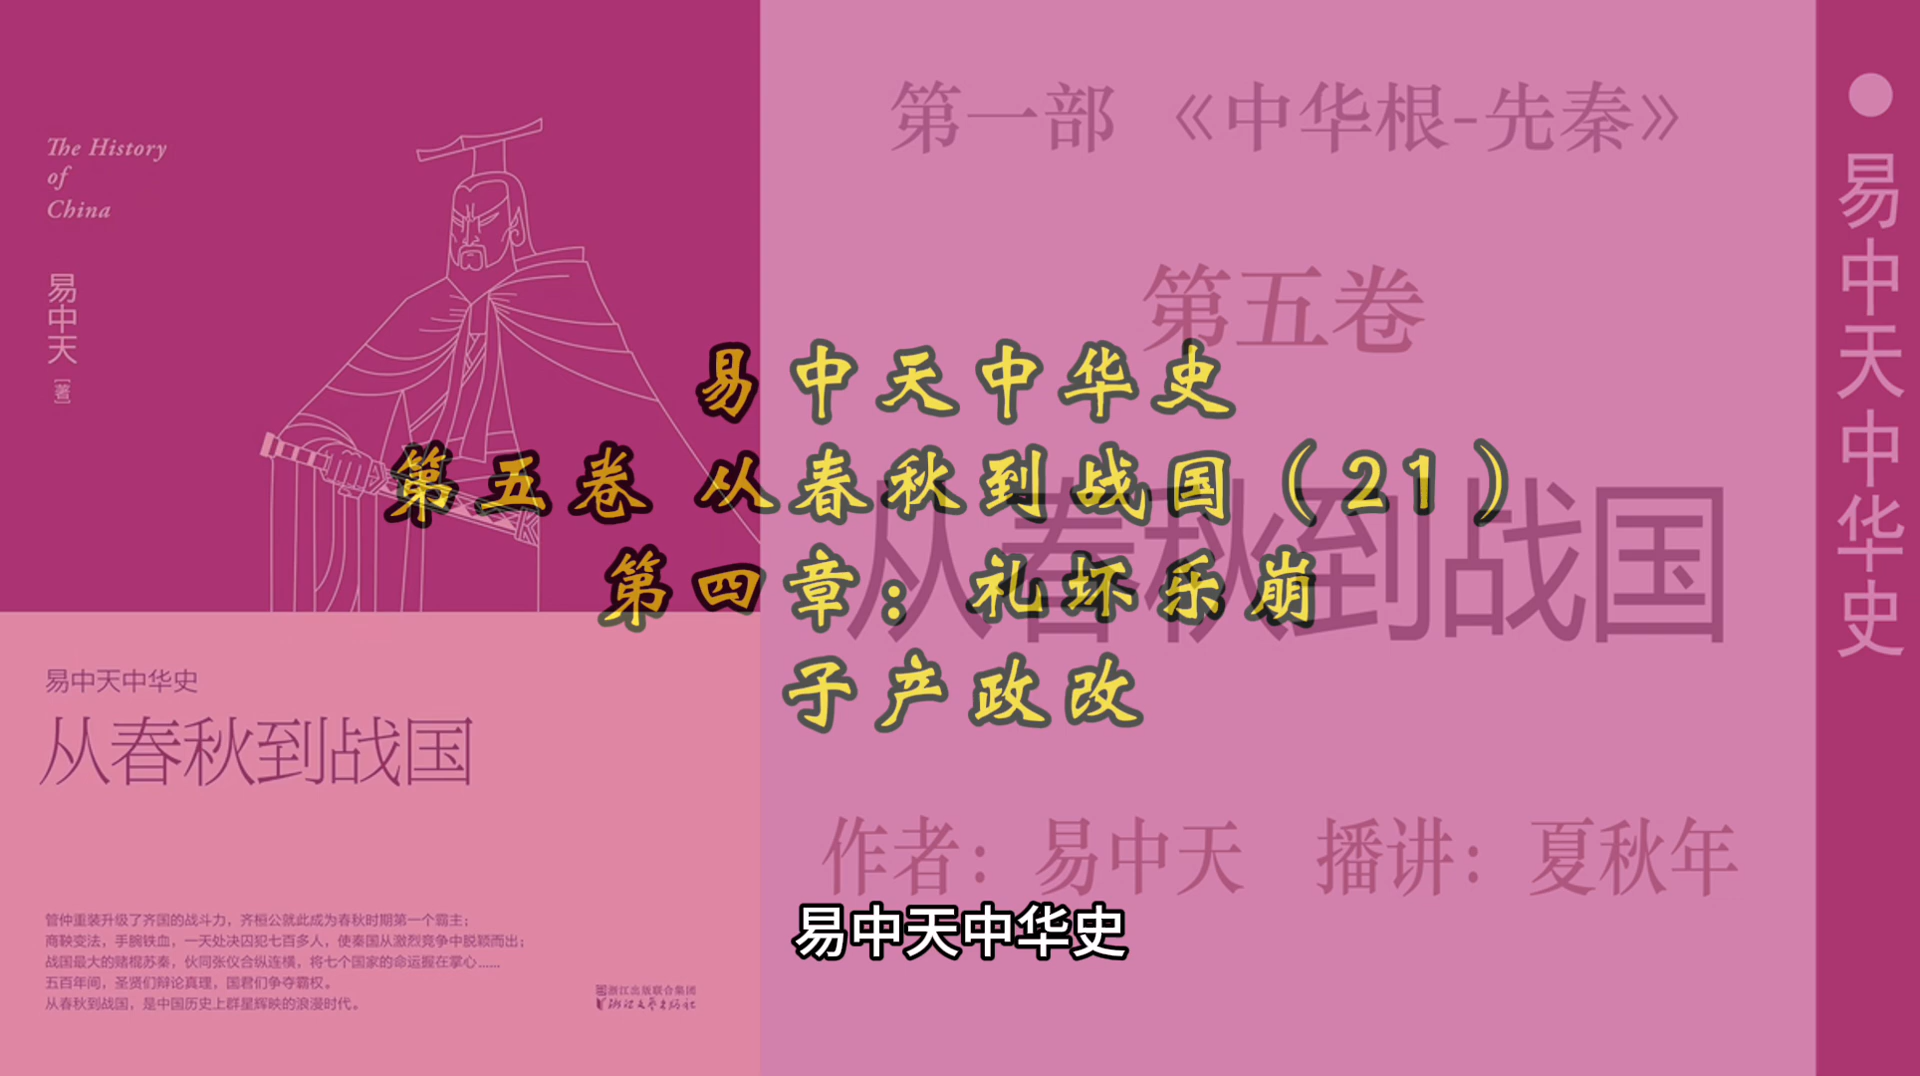 The History
of
China
易中天
[著]
易中天中华史
从春秋到战国
管仲重装升级了齐国的战斗力，齐桓公就此成为春秋时期第一个霸主；
商鞅变法，手腕铁血，一天处决囚犯七百多人，使秦国从激烈竞争中脱颖而出；
战国最大的赌棍苏秦，伙同张仪合纵连横，将七个国家的命运握在掌心……
五百年间，圣贤们辩论真理，国君们争夺霸权。
从春秋到战国，是中国历史上群星辉映的浪漫时代。
浙江出版联合集团
浙江文艺出版社
第一部 《中华根-先秦》
第五卷
从春秋到战国
作者：易中天 播讲：夏秋年
易中天中华史
易中天中华史
第五卷 从春秋到战国（21）
第四章：礼坏乐崩
子产政改
易中天中华史